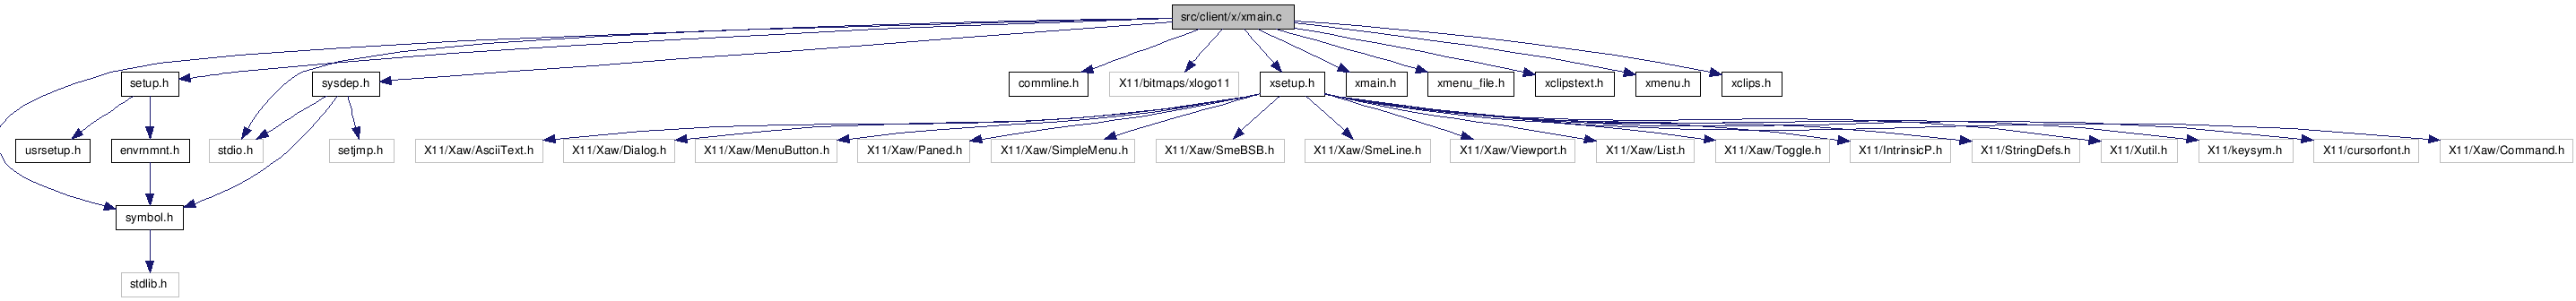 src/client/x/xmain.c
setup.h
sysdep.h
commline.h
X11/bitmaps/xlogo11
xsetup.h
xmain.h
xmenu_file.h
xclipstext.h
xmenu.h
xclips.h
usrsetup.h
envrnmnt.h
stdio.h
setjmp.h
X11/Xaw/AsciiText.h
X11/Xaw/Dialog.h
X11/Xaw/MenuButton.h
X11/Xaw/Paned.h
X11/Xaw/SimpleMenu.h
X11/Xaw/SmeBSB.h
X11/Xaw/SmeLine.h
X11/Xaw/Viewport.h
X11/Xaw/List.h
X11/Xaw/Toggle.h
X11/IntrinsicP.h
X11/StringDefs.h
X11/Xutil.h
X11/keysym.h
X11/cursorfont.h
X11/Xaw/Command.h
symbol.h
stdlib.h